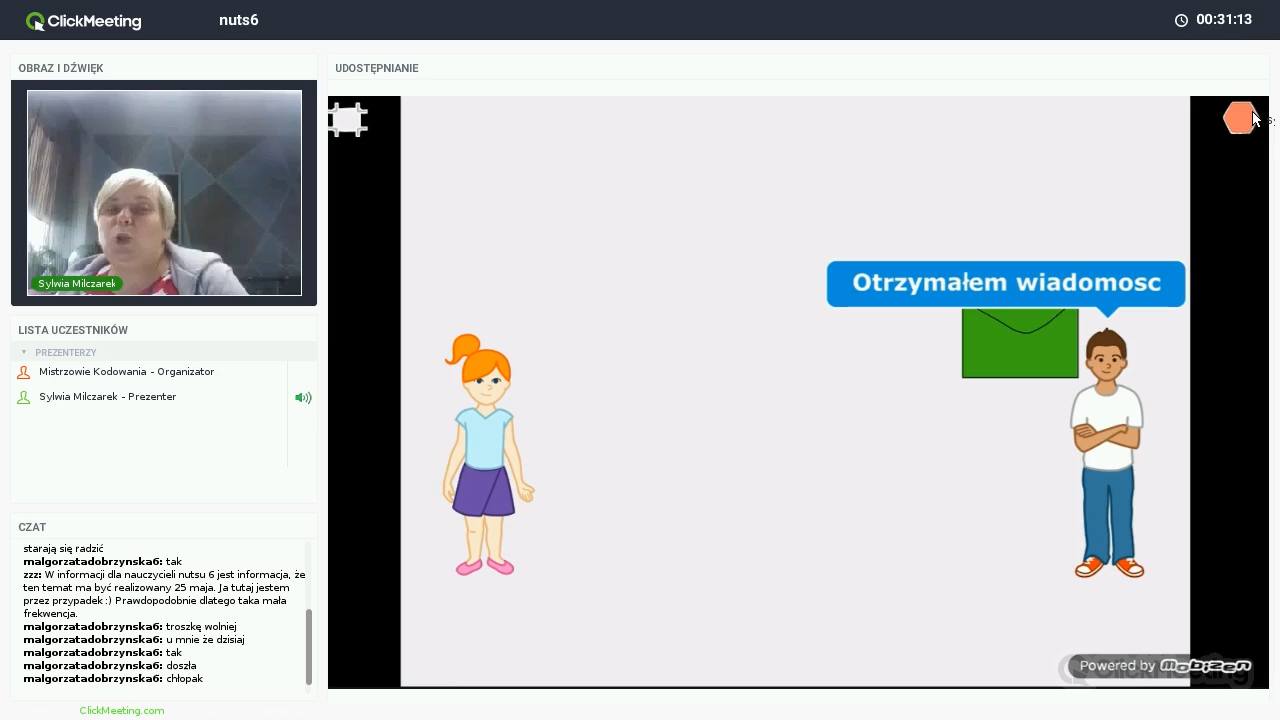 ClickMeeting
nuts6
00:31:13
OBRAZ I DŹWIĘK
UDOSTĘPNIANIE
Sylwia Milczarek
LISTA UCZESTNIKÓW
PREZENTERZY
Mistrzowie Kodowania - Organizator
Sylwia Milczarek - Prezenter
CZAT
starają się radzić
malgorzatadobrzynska6: tak
zzz: W informacji dla nauczycieli nutsu 6 jest informacja, że
ten temat ma być realizowany 25 maja. Ja tutaj jestem
przez przypadek :) Prawdopodobnie dlatego taka mała
frekwencja.
malgorzatadobrzynska6: troszkę wolniej
malgorzatadobrzynska6: u mnie że dzisiaj
malgorzatadobrzynska6: tak
malgorzatadobrzynska6: doszła
malgorzatadobrzynska6: chłopak
ClickMeeting.com
Otrzymałem wiadomosc
Powered by Mobizen
ClickMeeting